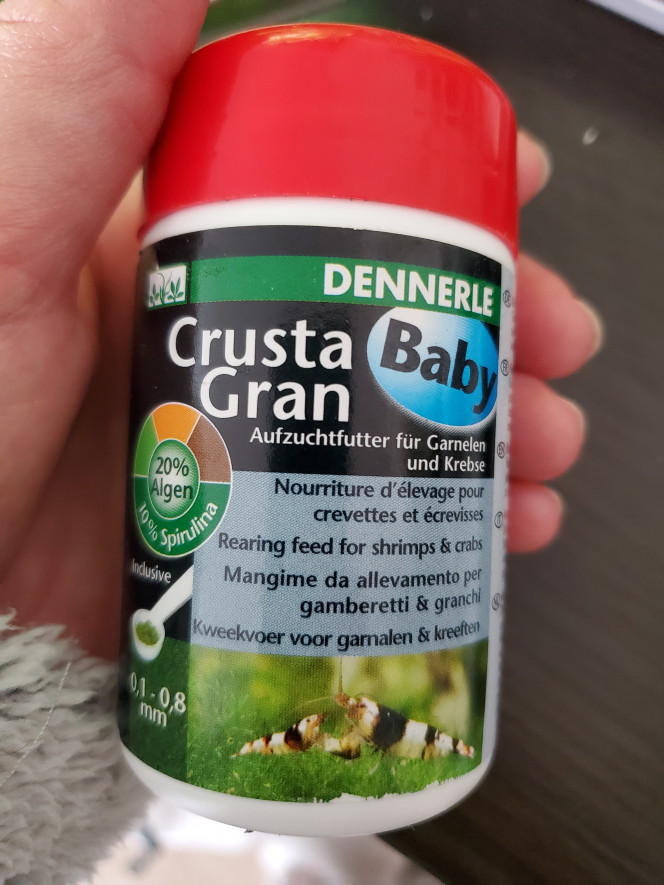 DENNERLE
Crusta
Gran
Baby
Aufzuchtfutter für Garnelen
und Krebse
20%
Algen
10% Spirulina
Nourriture d'élevage pour
crevettes et écrevisses
Rearing feed for shrimps & crabs
Mangime da allevamento per
gamberetti & granchi
Kweekvoer voor garnalen & kreeften
Inclusive
0,1 - 0,8
mm